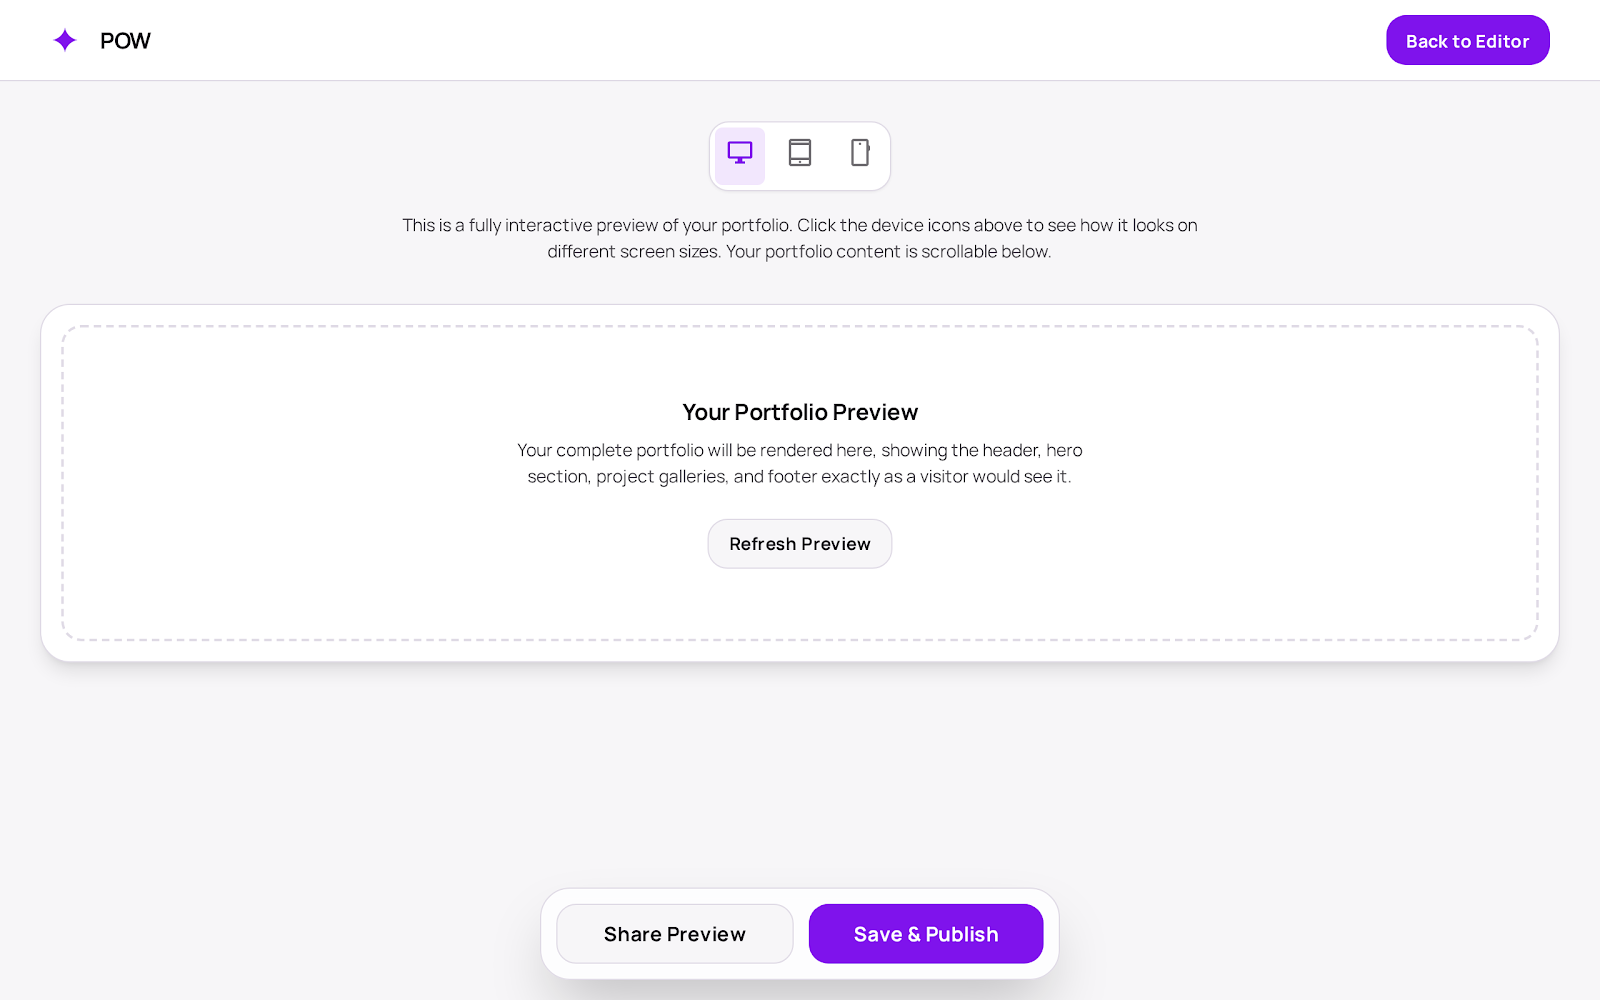 POW
Back to Editor
This is a fully interactive preview of your portfolio. Click the device icons above to see how it looks on
different screen sizes. Your portfolio content is scrollable below.
Your Portfolio Preview
Your complete portfolio will be rendered here, showing the header, hero
section, project galleries, and footer exactly as a visitor would see it.
Refresh Preview
Share Preview
Save & Publish